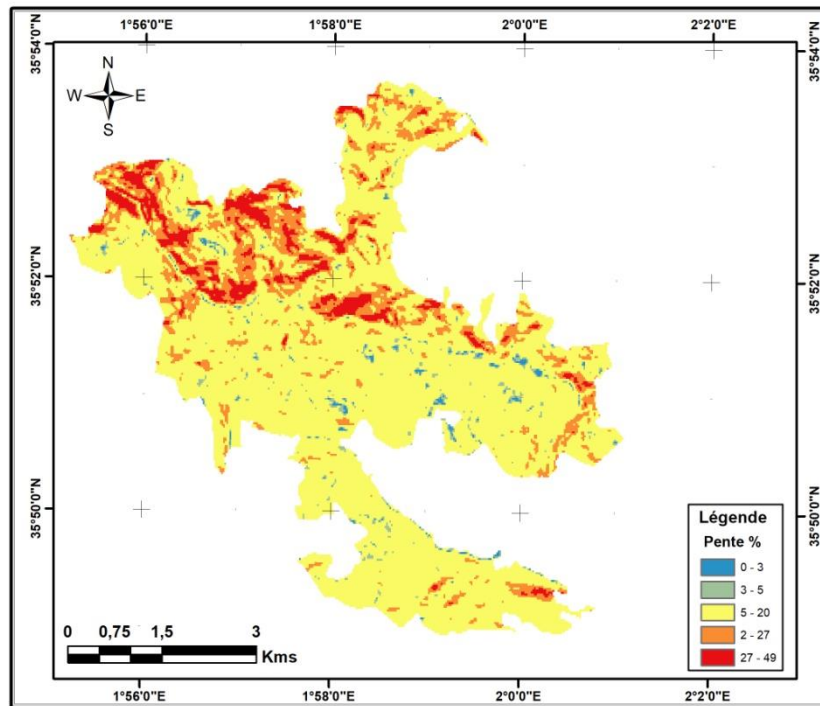 1°56'0"E 1°58'0"E 2°0'0"E 2°2'0"E
35°54'0"N 35°54'0"N
N
W E
S
35°52'0"N 35°52'0"N
35°50'0"N 35°50'0"N
Légende
Pente %
0 - 3
3 - 5
5 - 20
2 - 27
27 - 49
0 0,75 1,5 3
Kms
1°56'0"E 1°58'0"E 2°0'0"E 2°2'0"E